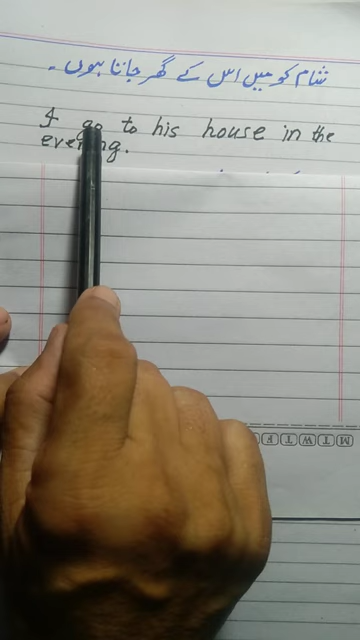 شام کو میں اس کے گھر جاتا ہوں ۔
I go to his house in the
evening.
M T W T F